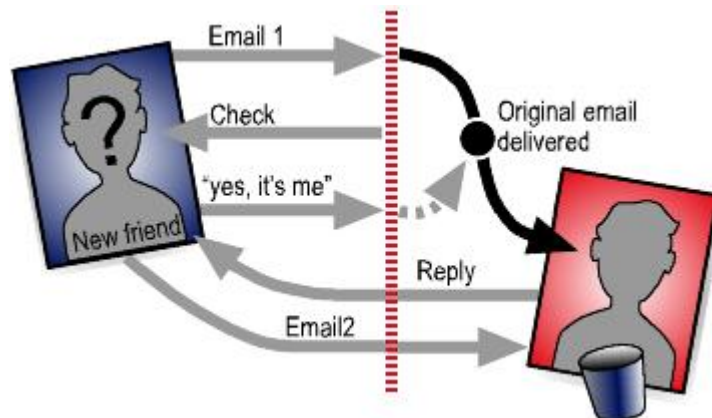 Email 1
Check
Original email
delivered
?
"yes, it's me"
New friend
Reply
Email2